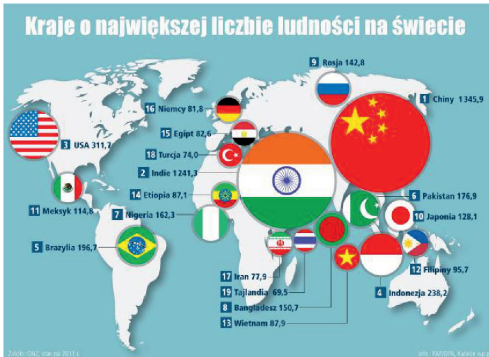 Kraje o największej liczbie ludności na świecie
9 Rosja 142,8
1 Chiny 1345,9
16 Niemcy 81,8
15 Egipt 82,6
3 USA 311,7
18 Turcja 74,0
2 Indie 1241,3
14 Etiopia 87,1
6 Pakistan 176,9
11 Meksyk 114,8
7 Nigeria 162,3
10 Japonia 128,1
5 Brazylia 196,7
12 Filipiny 95,7
17 Iran 77,9
19 Tajlandia 69,5
8 Bangladesz 150,7
4 Indonezja 238,2
13 Wietnam 87,9